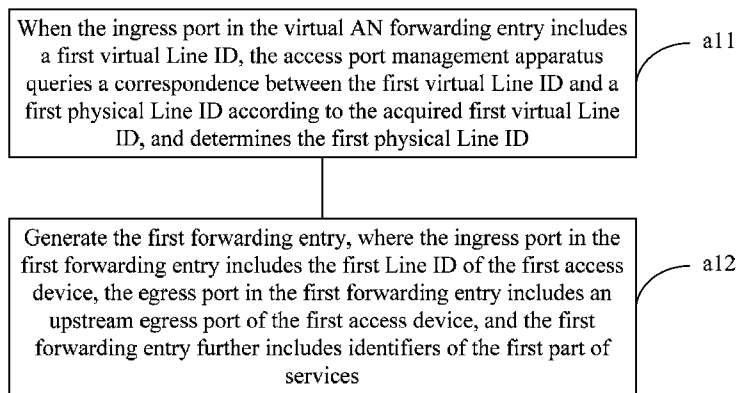 When the ingress port in the virtual AN forwarding entry includes
a first virtual Line ID, the access port management apparatus
queries a correspondence between the first virtual Line ID and a
first physical Line ID according to the acquired first virtual Line
ID, and determines the first physical Line ID
a11
Generate the first forwarding entry, where the ingress port in the
first forwarding entry includes the first Line ID of the first access
device, the egress port in the first forwarding entry includes an
upstream egress port of the first access device, and the first
forwarding entry further includes identifiers of the first part of
services
a12